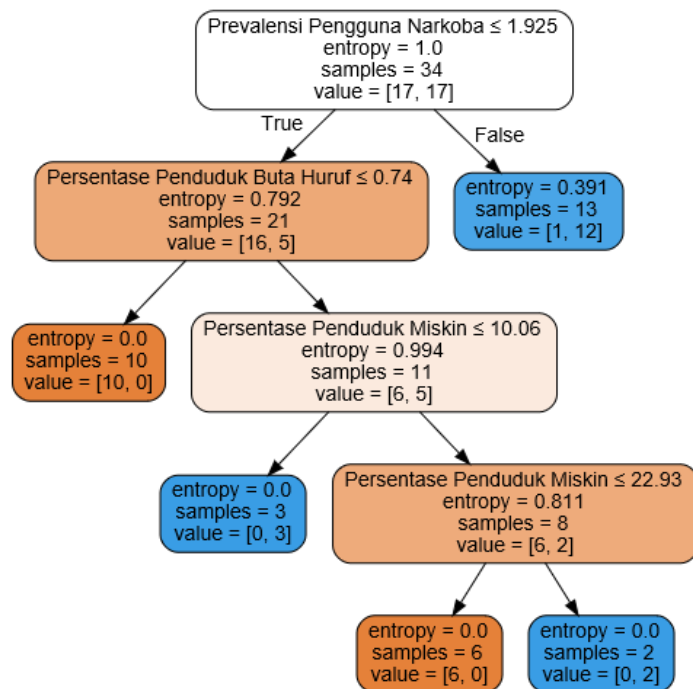 Prevalensi Pengguna Narkoba ≤ 1.925
entropy = 1.0
samples = 34
value = [17, 17]
True
False
Persentase Penduduk Buta Huruf ≤ 0.74
entropy = 0.792
samples = 21
value = [16, 5]
entropy = 0.391
samples = 13
value = [1, 12]
entropy = 0.0
samples = 10
value = [10, 0]
Persentase Penduduk Miskin ≤ 10.06
entropy = 0.994
samples = 11
value = [6, 5]
entropy = 0.0
samples = 3
value = [0, 3]
Persentase Penduduk Miskin ≤ 22.93
entropy = 0.811
samples = 8
value = [6, 2]
entropy = 0.0
samples = 6
value = [6, 0]
entropy = 0.0
samples = 2
value = [0, 2]